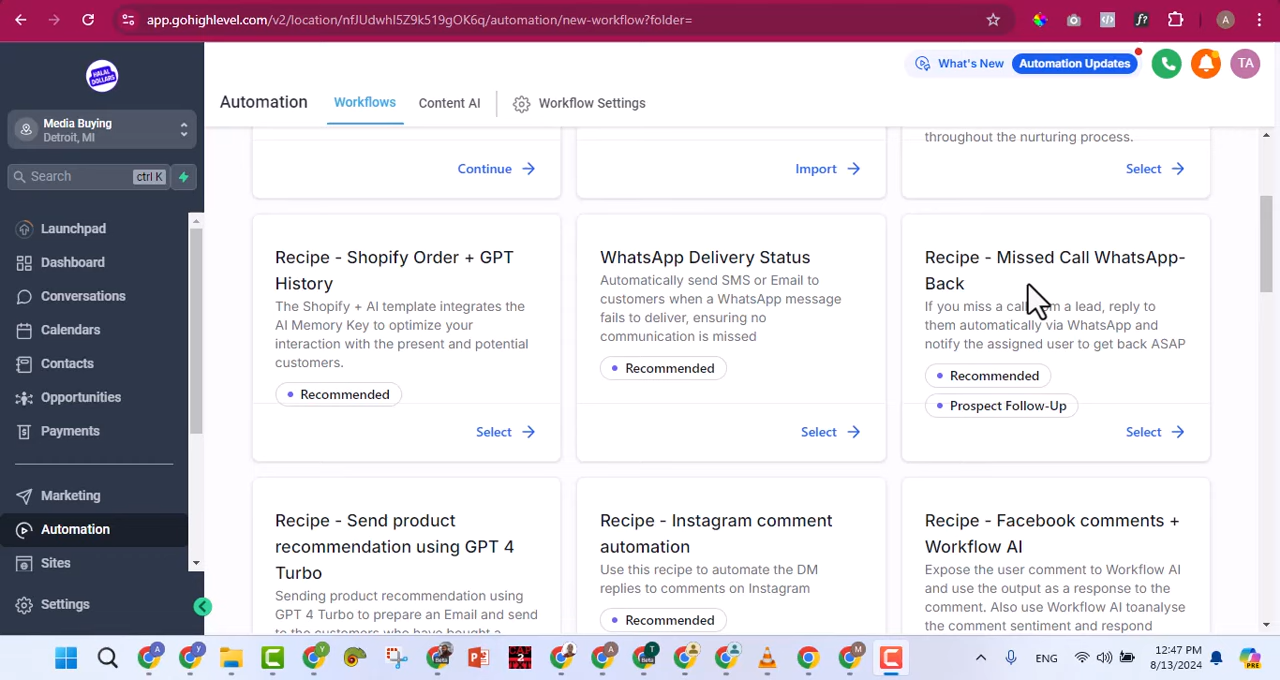 app.gohighlevel.com/v2/location/nfJUdwhI5Z9k519gOK6q/automation/new-workflow?folder=
A
HALAL DOLLARS
Media Buying
Detroit, MI
Search
ctrl K
Launchpad
Dashboard
Conversations
Calendars
Contacts
Opportunities
Payments
Marketing
Automation
Sites
Settings
What's New
Automation Updates
TA
Automation
Workflows
Content AI
Workflow Settings
Continue
Import
throughout the nurturing process.
Select
Recipe - Shopify Order + GPT
History
The Shopify + AI template integrates the
AI Memory Key to optimize your
interaction with the present and potential
customers.
Recommended
Select
WhatsApp Delivery Status
Automatically send SMS or Email to
customers when a WhatsApp message
fails to deliver, ensuring no
communication is missed
Recommended
Select
Recipe - Missed Call WhatsApp-
Back
If you miss a call from a lead, reply to
them automatically via WhatsApp and
notify the assigned user to get back ASAP
Recommended
Prospect Follow-Up
Select
Recipe - Send product
recommendation using GPT 4
Turbo
Sending product recommendation using
GPT 4 Turbo to prepare an Email and send
to the customers who have bought a
Recipe - Instagram comment
automation
Use this recipe to automate the DM
replies to comments on Instagram
Recommended
Recipe - Facebook comments +
Workflow AI
Expose the user comment to Workflow AI
and use the output as a response to the
comment. Also use Workflow AI toanalyse
the comment sentiment and respond
ENG
12:47 PM
8/13/2024